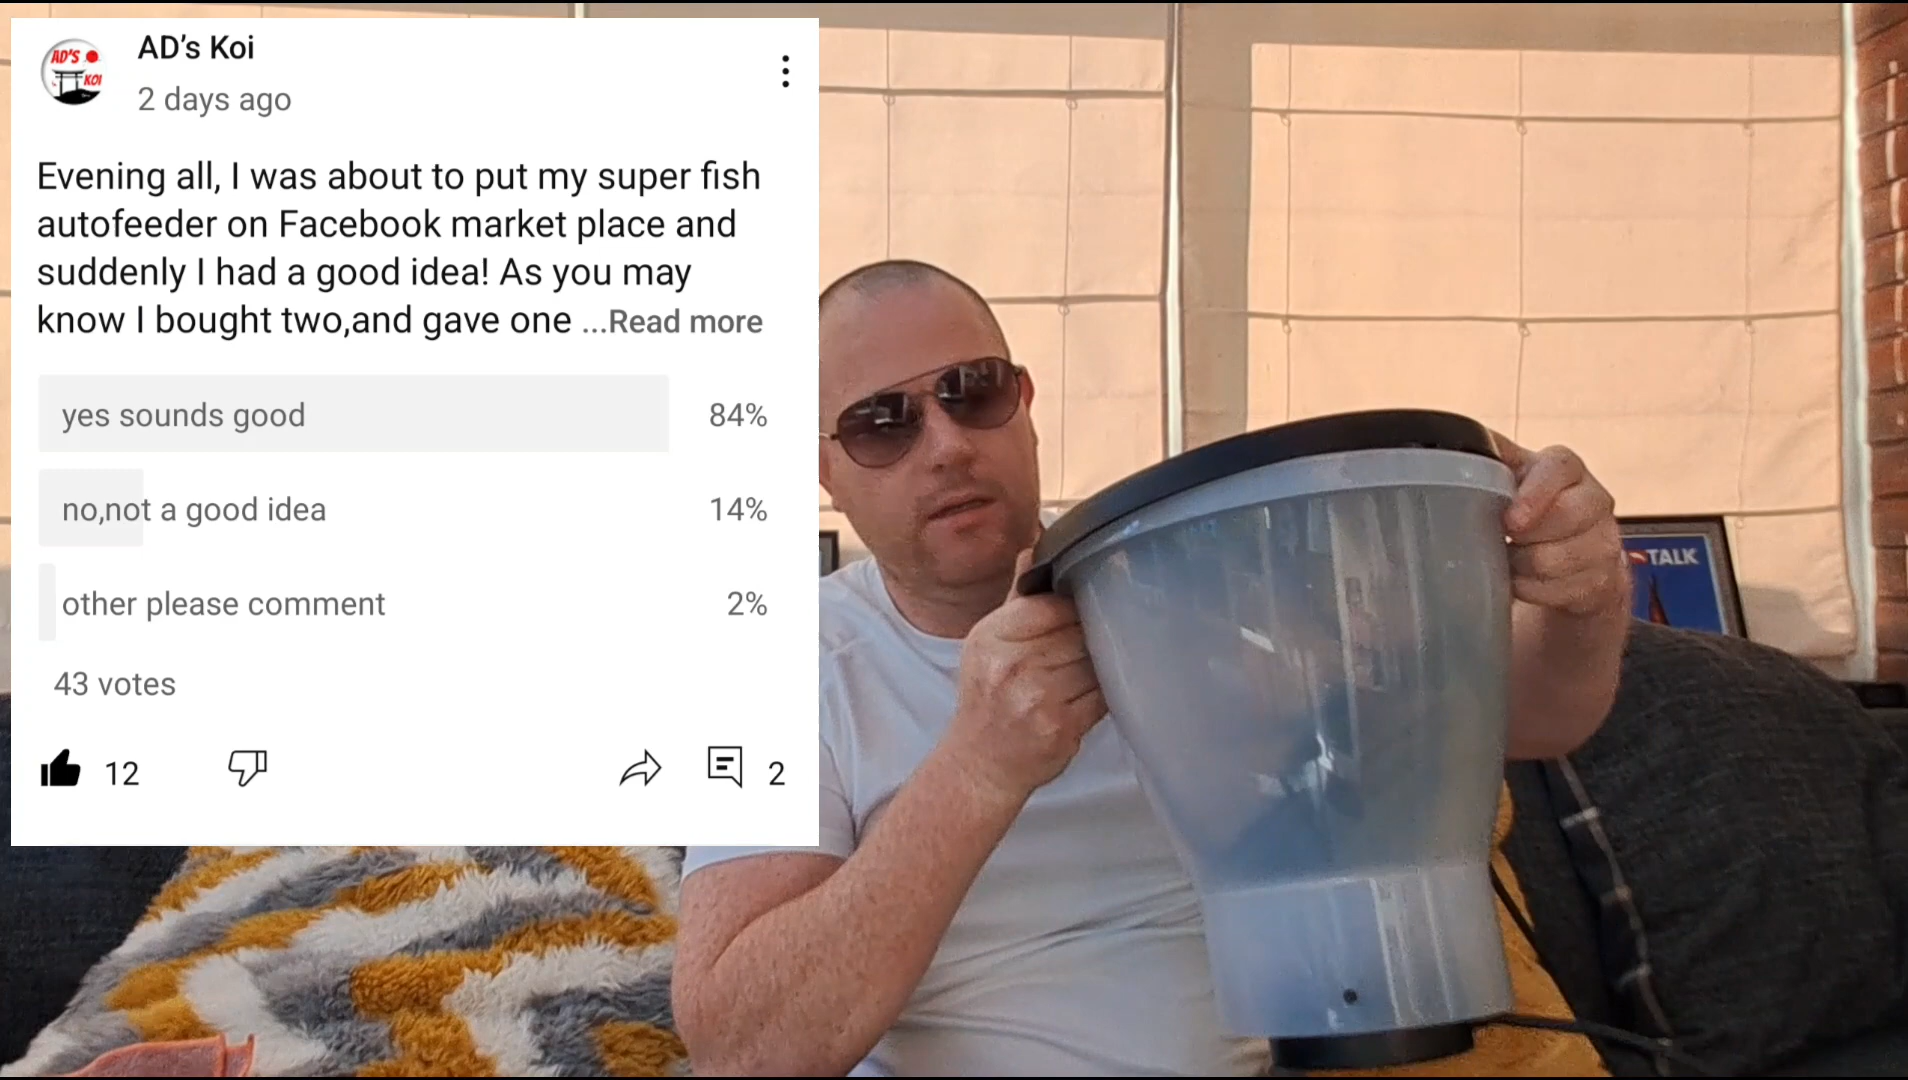 AD'S
KOI
AD's Koi
2 days ago
Evening all, I was about to put my super fish
autofeeder on Facebook market place and
suddenly I had a good idea! As you may
know I bought two,and gave one ...Read more
yes sounds good 84%
no,not a good idea 14%
other please comment 2%
43 votes
12
2
TALK